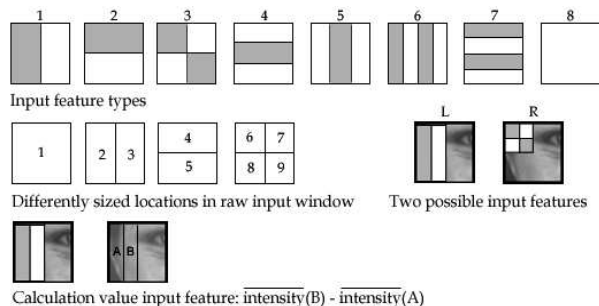 1 2 3 4 5 6 7 8
Input feature types
1 2 3 4 5 6 7 8 9
L R
Differently sized locations in raw input window
Two possible input features
A B
Calculation value input feature: intensity(B) - intensity(A)